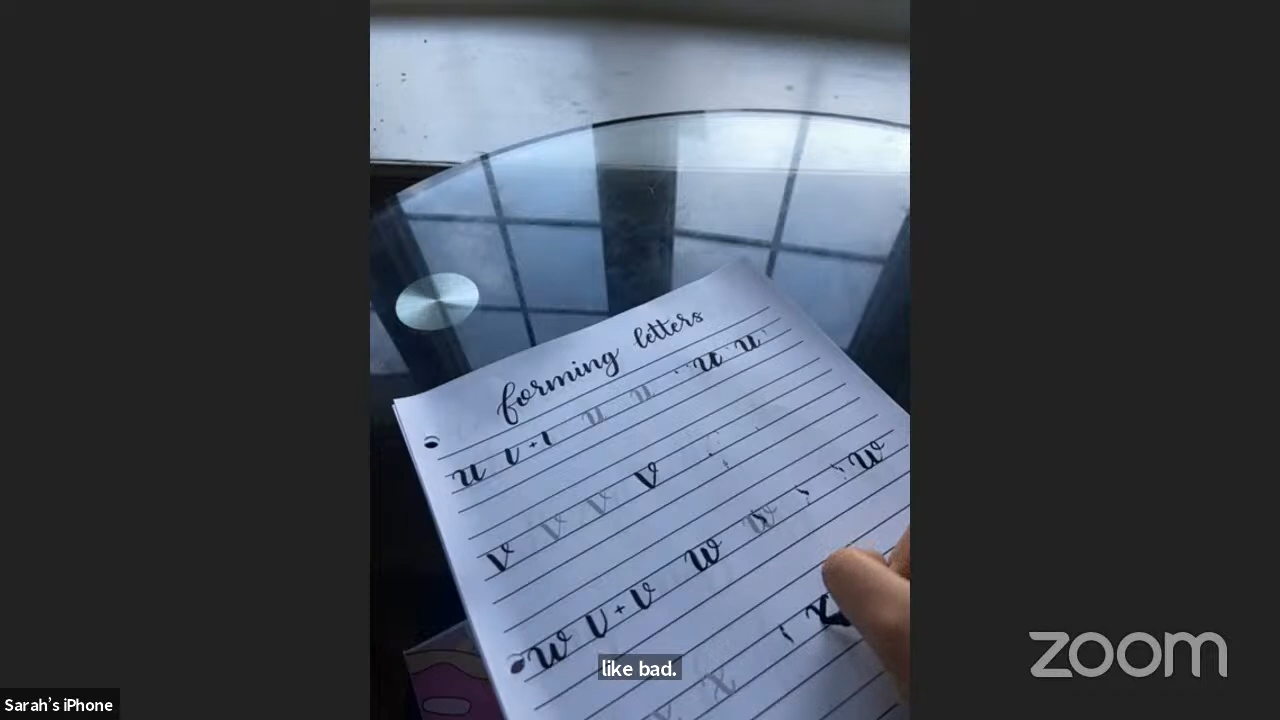 forming letters
u v + ı u u u u
v v v v
w v + v w w w
x
x x
like bad.
zoom
Sarah's iPhone